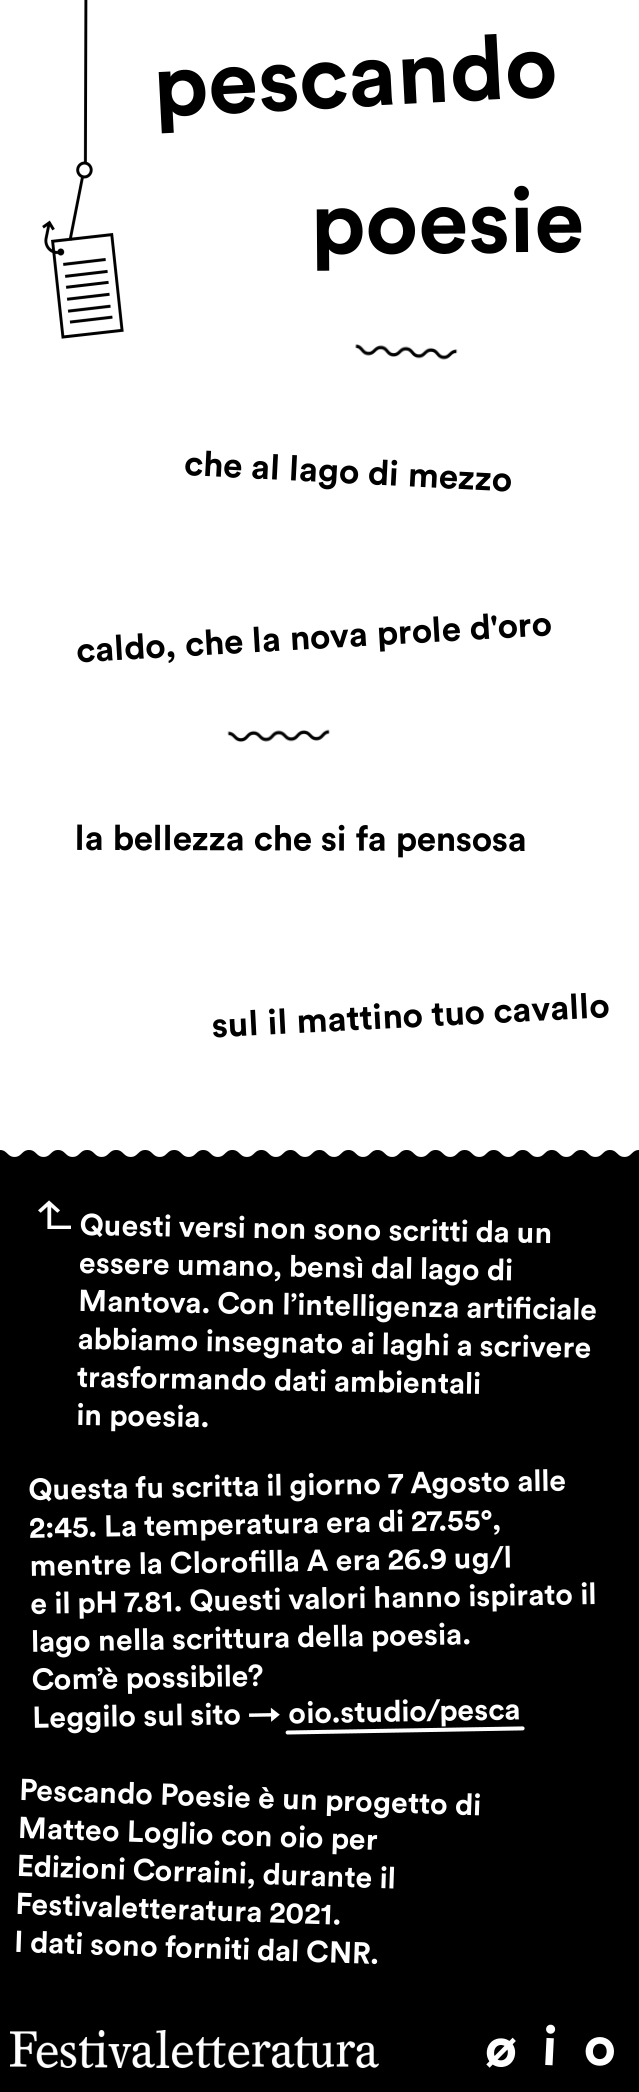 pescando
poesie
che al lago di mezzo
caldo, che la nova prole d'oro
la bellezza che si fa pensosa
sul il mattino tuo cavallo
Questi versi non sono scritti da un
essere umano, bensì dal lago di
Mantova. Con l’intelligenza artificiale
abbiamo insegnato ai laghi a scrivere
trasformando dati ambientali
in poesia.
Questa fu scritta il giorno 7 Agosto alle
2:45. La temperatura era di 27.55°,
mentre la Clorofilla A era 26.9 ug/l
e il pH 7.81. Questi valori hanno ispirato il
lago nella scrittura della poesia.
Com’è possibile?
Leggilo sul sito → oio.studio/pesca
Pescando Poesie è un progetto di
Matteo Loglio con oio per
Edizioni Corraini, durante il
Festivaletteratura 2021.
I dati sono forniti dal CNR.
Festivaletteratura ø i o